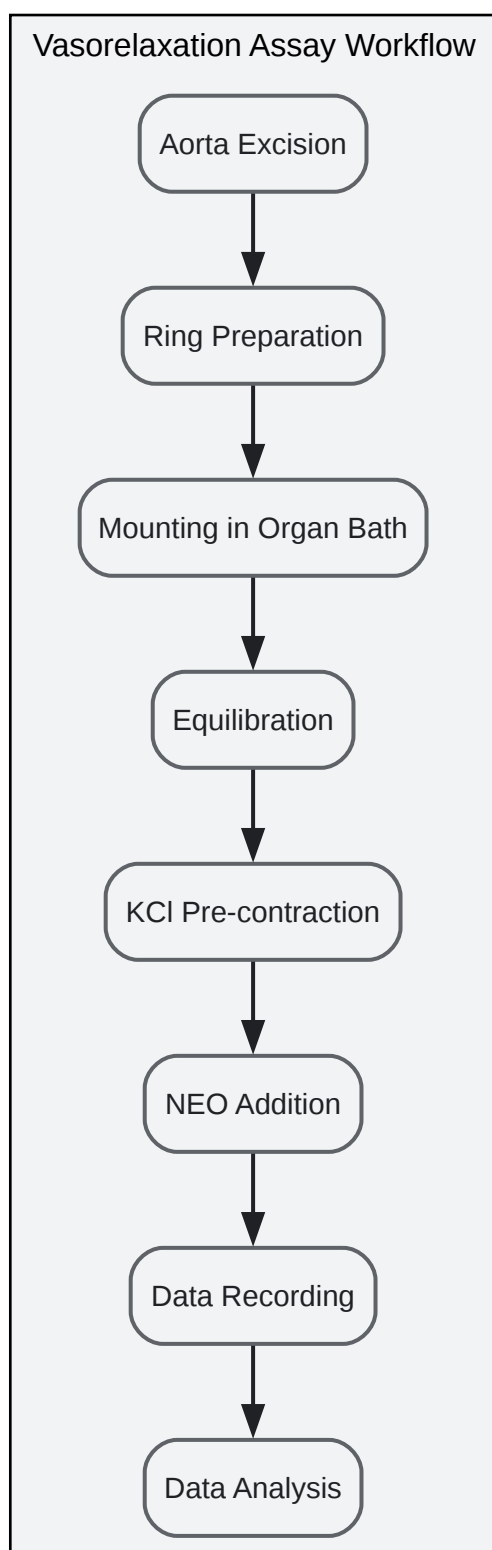 Vasorelaxation Assay Workflow
Aorta Excision
Ring Preparation
Mounting in Organ Bath
Equilibration
KCl Pre-contraction
NEO Addition
Data Recording
Data Analysis